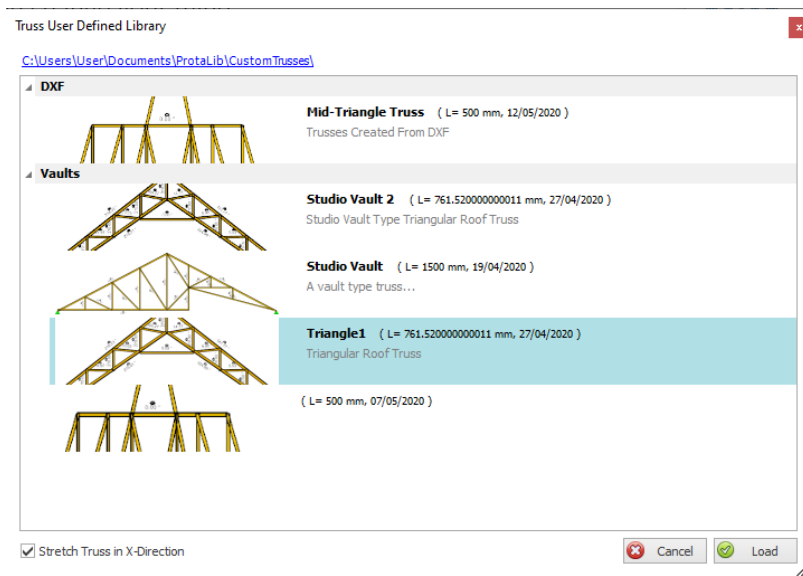 Truss User Defined Library
x
C:\Users\User\Documents\ProtaLib\CustomTrusses\
DXF
Mid-Triangle Truss ( L= 500 mm, 12/05/2020 )
Trusses Created From DXF
Vaults
Studio Vault 2 ( L= 761.520000000011 mm, 27/04/2020 )
Studio Vault Type Triangular Roof Truss
Studio Vault ( L= 1500 mm, 19/04/2020 )
A vault type truss...
Triangle1 ( L= 761.520000000011 mm, 27/04/2020 )
Triangular Roof Truss
( L= 500 mm, 07/05/2020 )
Stretch Truss in X-Direction
Cancel
Load